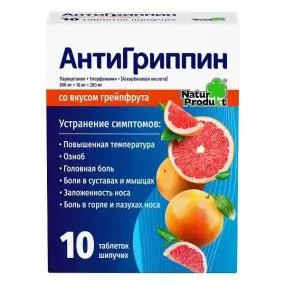 АнтиГриппин
Парацетамол + Хлорфенамин + [Аскорбиновая кислота]
500 мг + 10 мг + 200 мг
со вкусом грейпфрута
Natur
Produkt
Устранение симптомов:
• Повышенная температура
• Озноб
• Головная боль
• Боли в суставах и мышцах
• Заложенность носа
• Боль в горле и пазухах носа
10 таблеток
шипучих